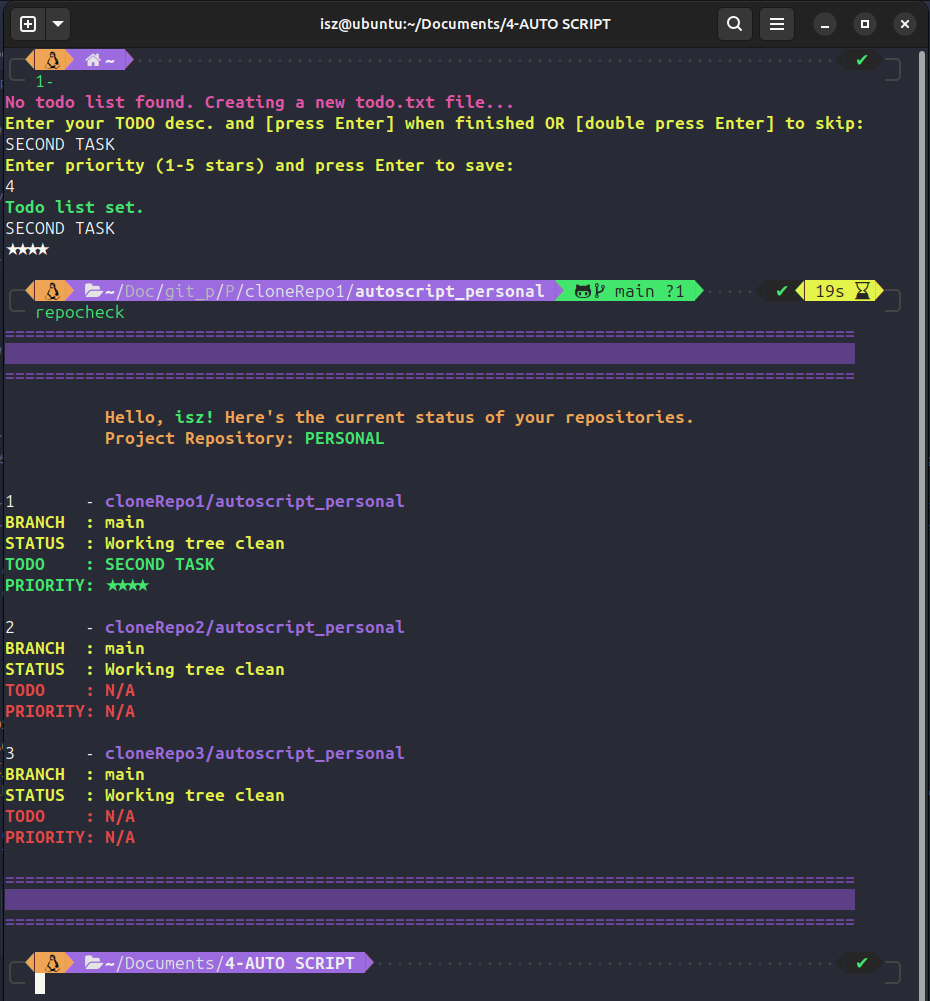 isz@ubuntu:~/Documents/4-AUTO SCRIPT
~ ✔
1-
No todo list found. Creating a new todo.txt file...
Enter your TODO desc. and [press Enter] when finished OR [double press Enter] to skip:
SECOND TASK
Enter priority (1-5 stars) and press Enter to save:
4
Todo list set.
SECOND TASK
★★★★
~/Doc/git_p/P/cloneRepo1/autoscript_personal main ?1 ✔ 19s
repocheck
=====================================================================================
=====================================================================================
Hello, isz! Here's the current status of your repositories.
Project Repository: PERSONAL
1 - cloneRepo1/autoscript_personal
BRANCH : main
STATUS : Working tree clean
TODO : SECOND TASK
PRIORITY: ★★★★
2 - cloneRepo2/autoscript_personal
BRANCH : main
STATUS : Working tree clean
TODO : N/A
PRIORITY: N/A
3 - cloneRepo3/autoscript_personal
BRANCH : main
STATUS : Working tree clean
TODO : N/A
PRIORITY: N/A
=====================================================================================
=====================================================================================
~/Documents/4-AUTO SCRIPT ✔